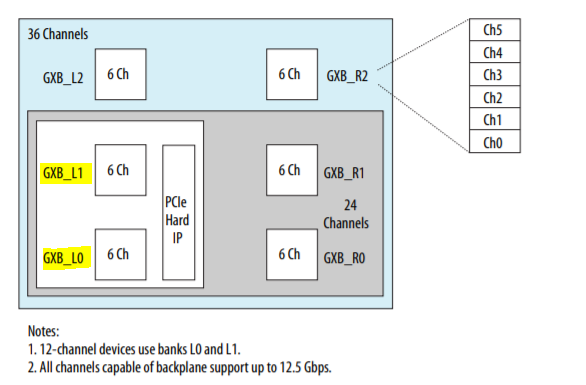 36 Channels
GXB_L2
6 Ch
6 Ch
GXB_R2
Ch5
Ch4
Ch3
Ch2
Ch1
Ch0
GXB_L1
6 Ch
6 Ch
GXB_R1
PCIe
Hard
IP
24
Channels
GXB_L0
6 Ch
6 Ch
GXB_R0
Notes:
1. 12-channel devices use banks L0 and L1.
2. All channels capable of backplane support up to 12.5 Gbps.